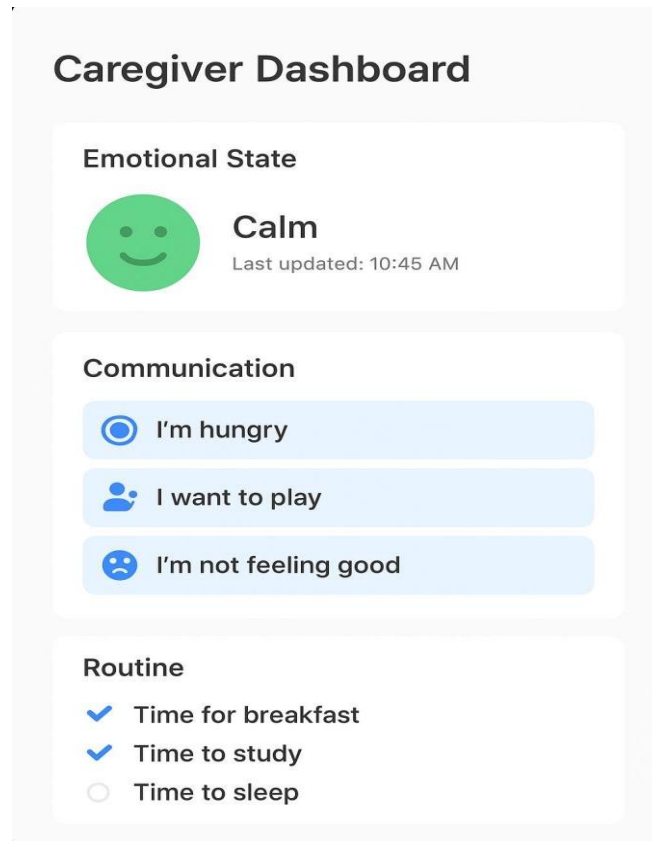 Caregiver Dashboard
Emotional State
Calm
Last updated: 10:45 AM
Communication
I’m hungry
I want to play
I’m not feeling good
Routine
Time for breakfast
Time to study
Time to sleep